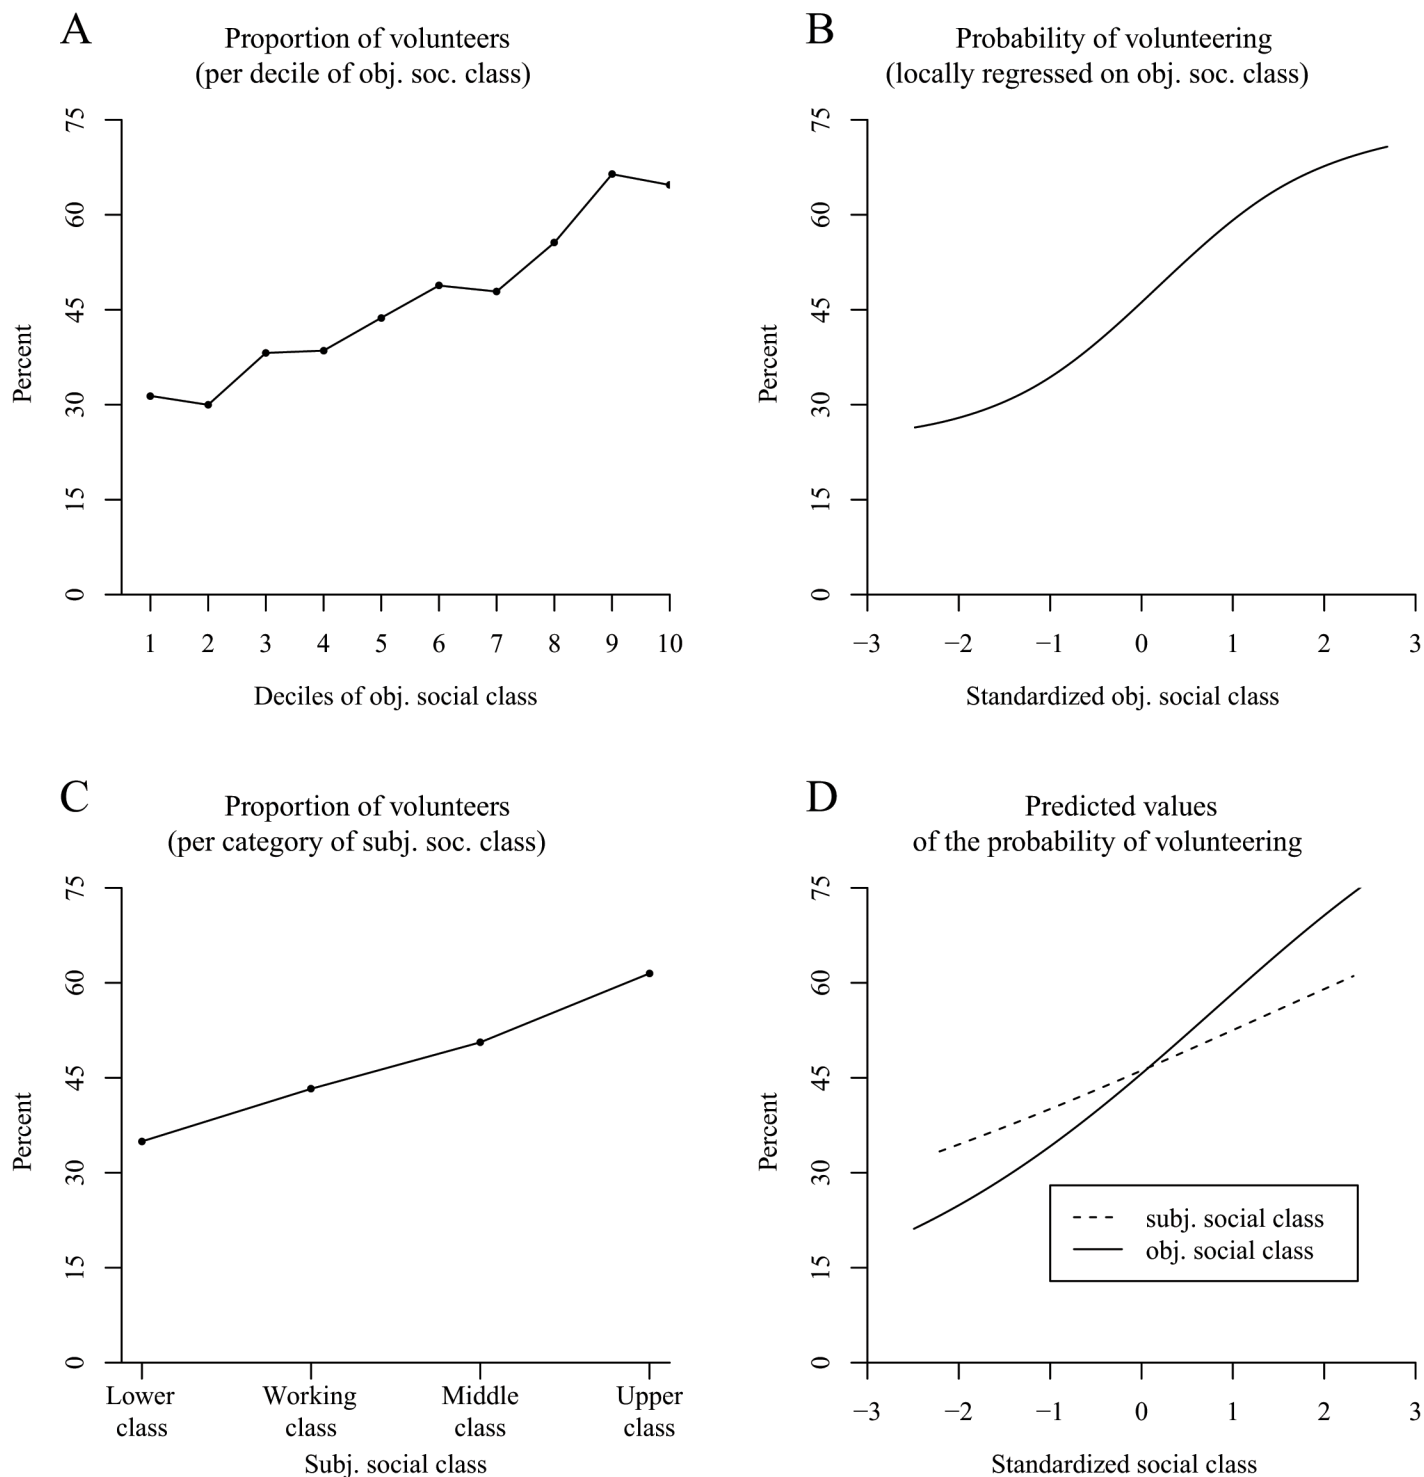 A
Proportion of volunteers
(per decile of obj. soc. class)
75
60
45
30
15
0
Percent
1 2 3 4 5 6 7 8 9 10
Deciles of obj. social class
B
Probability of volunteering
(locally regressed on obj. soc. class)
75
60
45
30
15
0
Percent
−3 −2 −1 0 1 2 3
Standardized obj. social class
C
Proportion of volunteers
(per category of subj. soc. class)
75
60
45
30
15
0
Percent
Lower Working Middle Upper
class class class class
Subj. social class
D
Predicted values
of the probability of volunteering
75
60
45
30
15
0
Percent
subj. social class
obj. social class
−3 −2 −1 0 1 2 3
Standardized social class